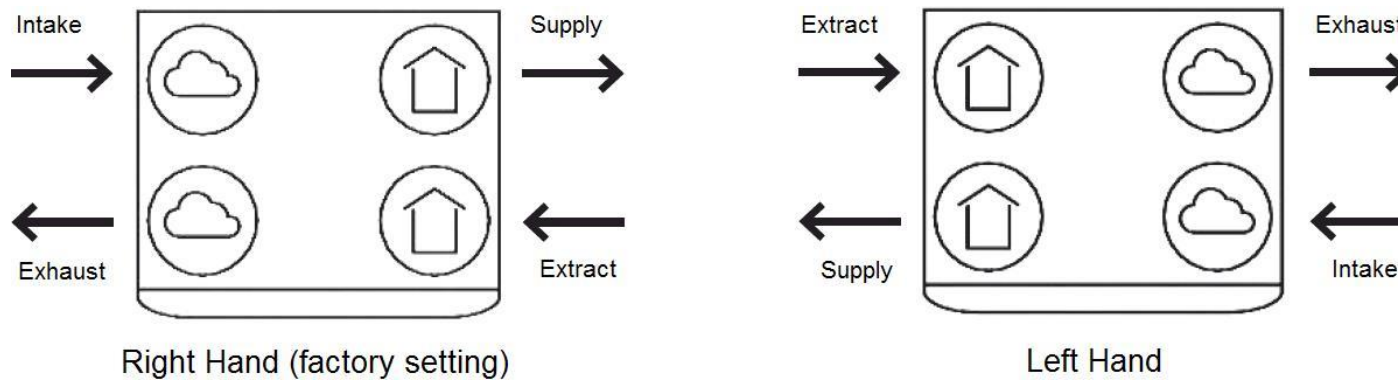 Intake
Supply
Extract
Exhaust
Exhaust
Extract
Supply
Intake
Right Hand (factory setting)
Left Hand